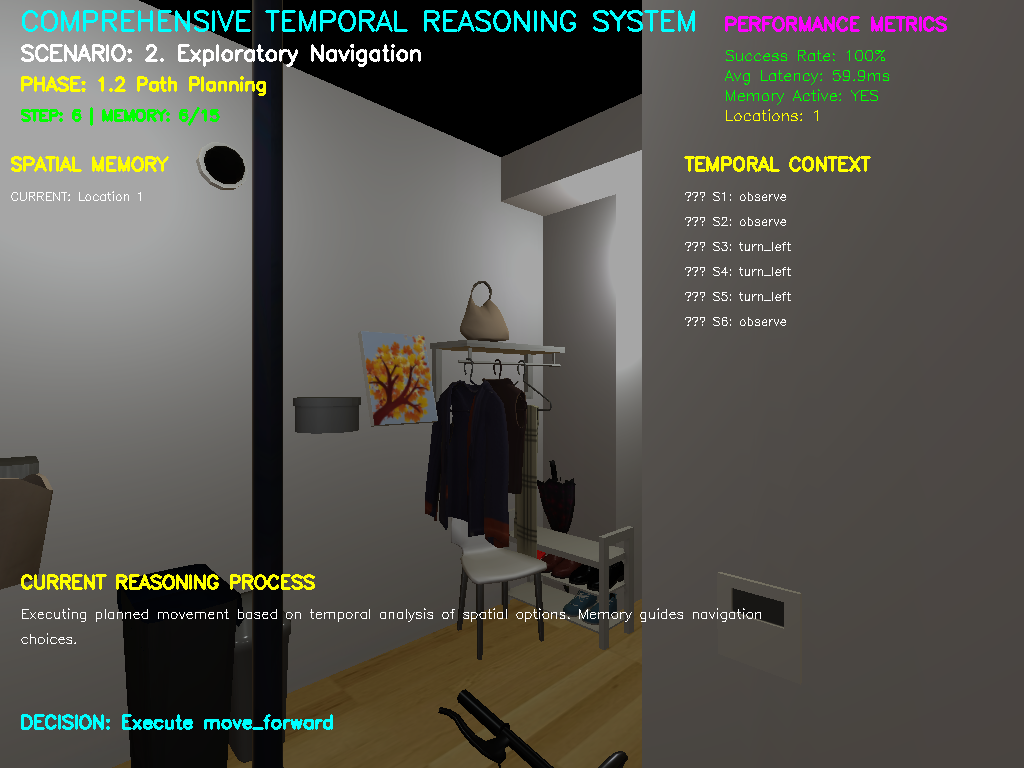 COMPREHENSIVE TEMPORAL REASONING SYSTEM
SCENARIO: 2. Exploratory Navigation
PHASE: 1.2 Path Planning
STEP: 6 | MEMORY: 6/15
PERFORMANCE METRICS
Success Rate: 100%
Avg Latency: 59.9ms
Memory Active: YES
Locations: 1
SPATIAL MEMORY
CURRENT: Location 1
TEMPORAL CONTEXT
??? S1: observe
??? S2: observe
??? S3: turn_left
??? S4: turn_left
??? S5: turn_left
??? S6: observe
CURRENT REASONING PROCESS
Executing planned movement based on temporal analysis of spatial options. Memory guides navigation
choices.
DECISION: Execute move_forward